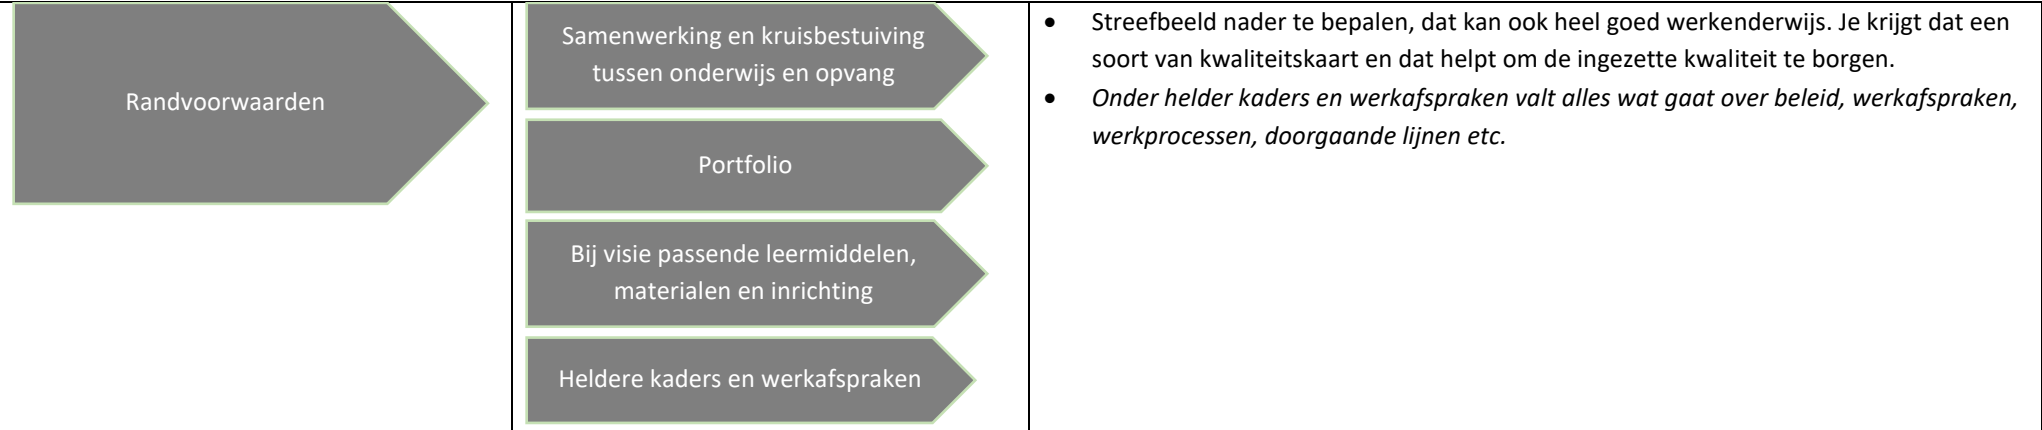 Randvoorwaarden
Samenwerking en kruisbestuiving
tussen onderwijs en opvang
Portfolio
Bij visie passende leermiddelen,
materialen en inrichting
Heldere kaders en werkafspraken
• Streefbeeld nader te bepalen, dat kan ook heel goed werkenderwijs. Je krijgt dat een
soort van kwaliteitskaart en dat helpt om de ingezette kwaliteit te borgen.
• Onder helder kaders en werkafspraken valt alles wat gaat over beleid, werkafspraken,
werkprocessen, doorgaande lijnen etc.